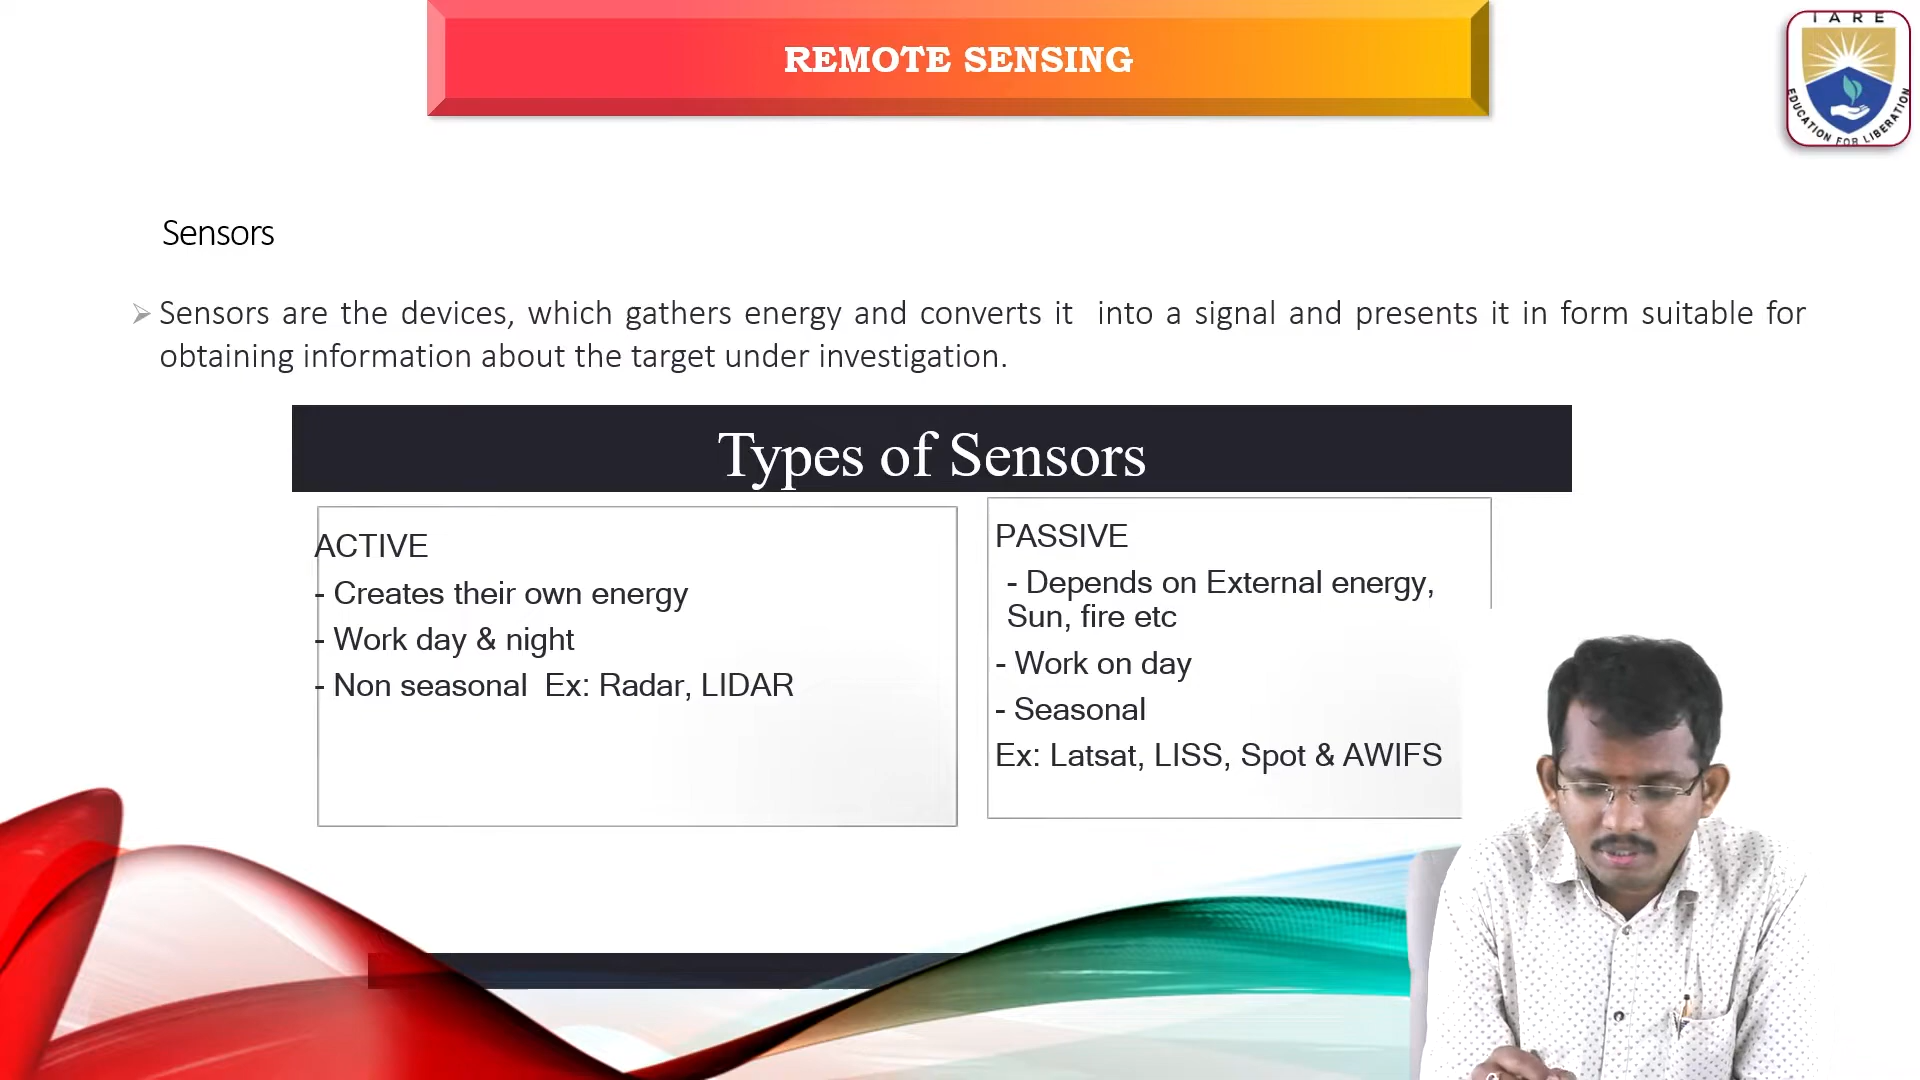 REMOTE SENSING
IARE
EDUCATION FOR LIBERATION
Sensors
Sensors are the devices, which gathers energy and converts it into a signal and presents it in form suitable for
obtaining information about the target under investigation.
Types of Sensors
ACTIVE
- Creates their own energy
- Work day & night
- Non seasonal Ex: Radar, LIDAR
PASSIVE
- Depends on External energy,
Sun, fire etc
- Work on day
- Seasonal
Ex: Latsat, LISS, Spot & AWIFS